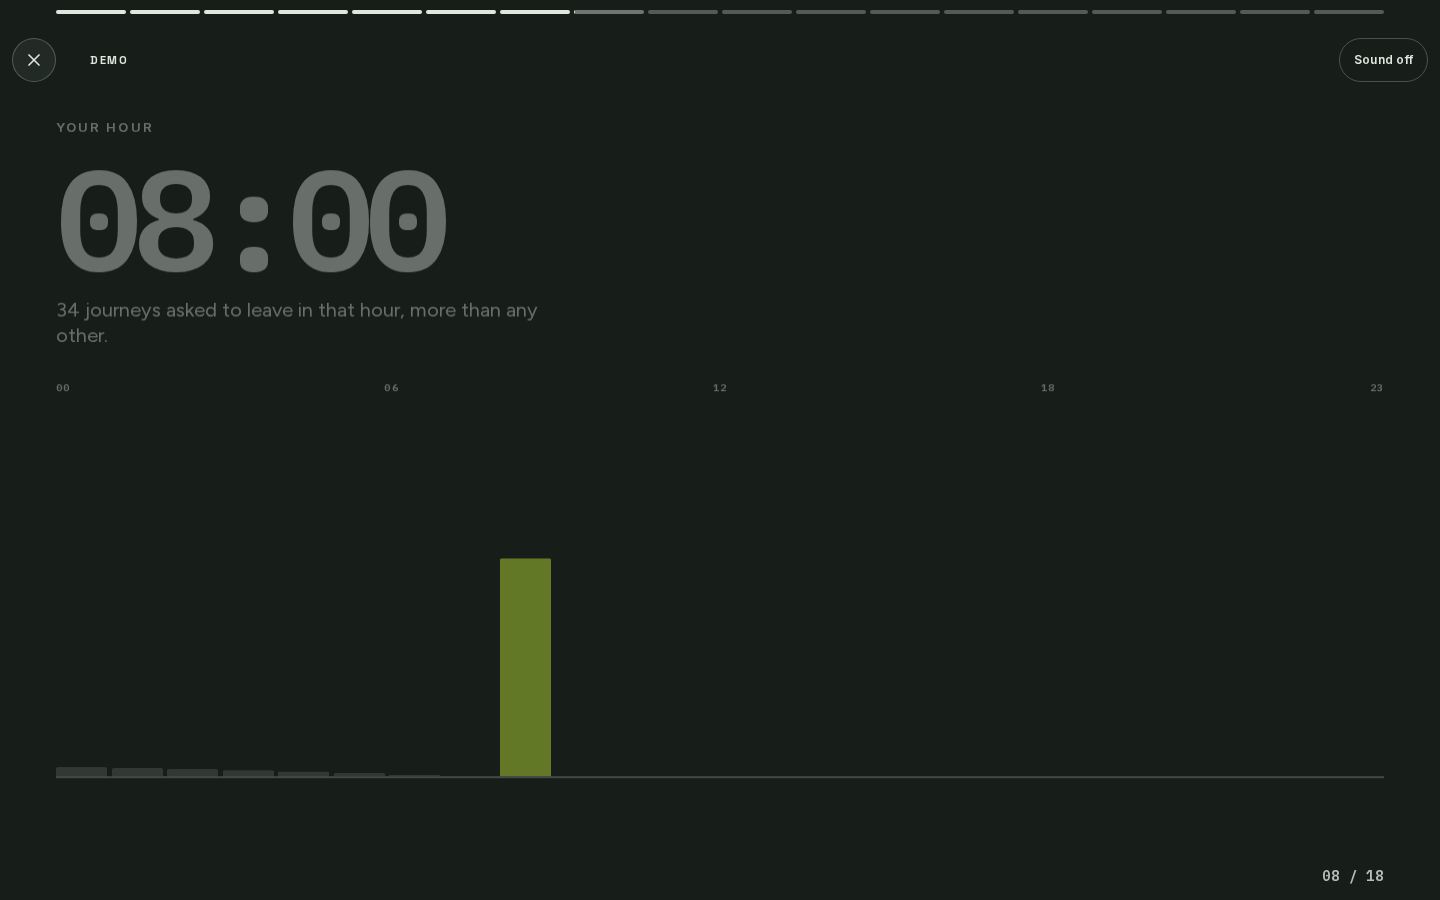 DEMO
Sound off
YOUR HOUR
08:00
34 journeys asked to leave in that hour, more than any
other.
00 06 12 18 23
08 / 18